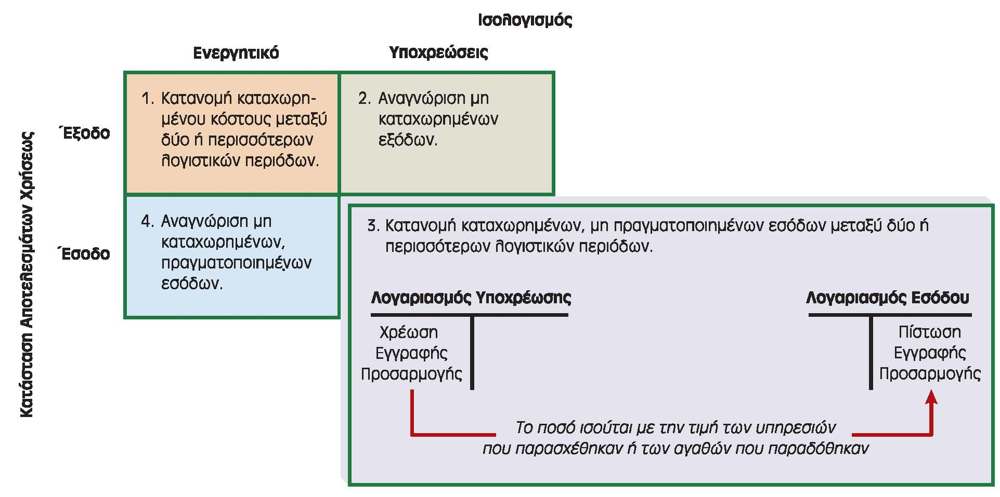 Ισολογισμός
Ενεργητικό
Υποχρεώσεις
Κατάσταση Αποτελεσμάτων Χρήσεως
Έξοδο
1. Κατανομή καταχωρη-
μένου κόστους μεταξύ
δύο ή περισσότερων
λογιστικών περιόδων.
2. Αναγνώριση μη
καταχωρημένων
εξόδων.
Έσοδο
4. Αναγνώριση μη
καταχωρημένων,
πραγματοποιημένων
εσόδων.
3. Κατανομή καταχωρημένων, μη πραγματοποιημένων εσόδων μεταξύ δύο ή
περισσότερων λογιστικών περιόδων.
Λογαριασμός Υποχρέωσης
Χρέωση
Εγγραφής
Προσαρμογής
Λογαριασμός Εσόδου
Πίστωση
Εγγραφής
Προσαρμογής
Το ποσό ισούται με την τιμή των υπηρεσιών
που παρασχέθηκαν ή των αγαθών που παραδόθηκαν